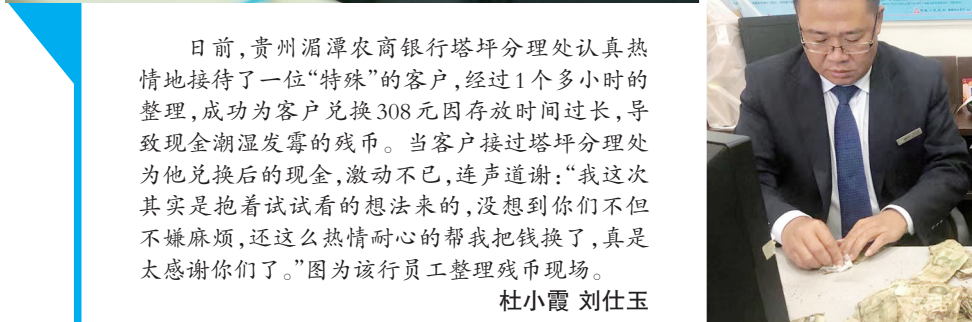 日前，贵州湄潭农商银行塔坪分理处认真热
情地接待了一位“特殊”的客户，经过1个多小时的
整理，成功为客户兑换308元因存放时间过长，导
致现金潮湿发霉的残币。当客户接过塔坪分理处
为他兑换后的现金，激动不已，连声道谢：“我这次
其实是抱着试试看的想法来的，没想到你们不但
不嫌麻烦，还这么热情耐心的帮我把钱换了，真是
太感谢你们了。”图为该行员工整理残币现场。
杜小霞 刘仕玉